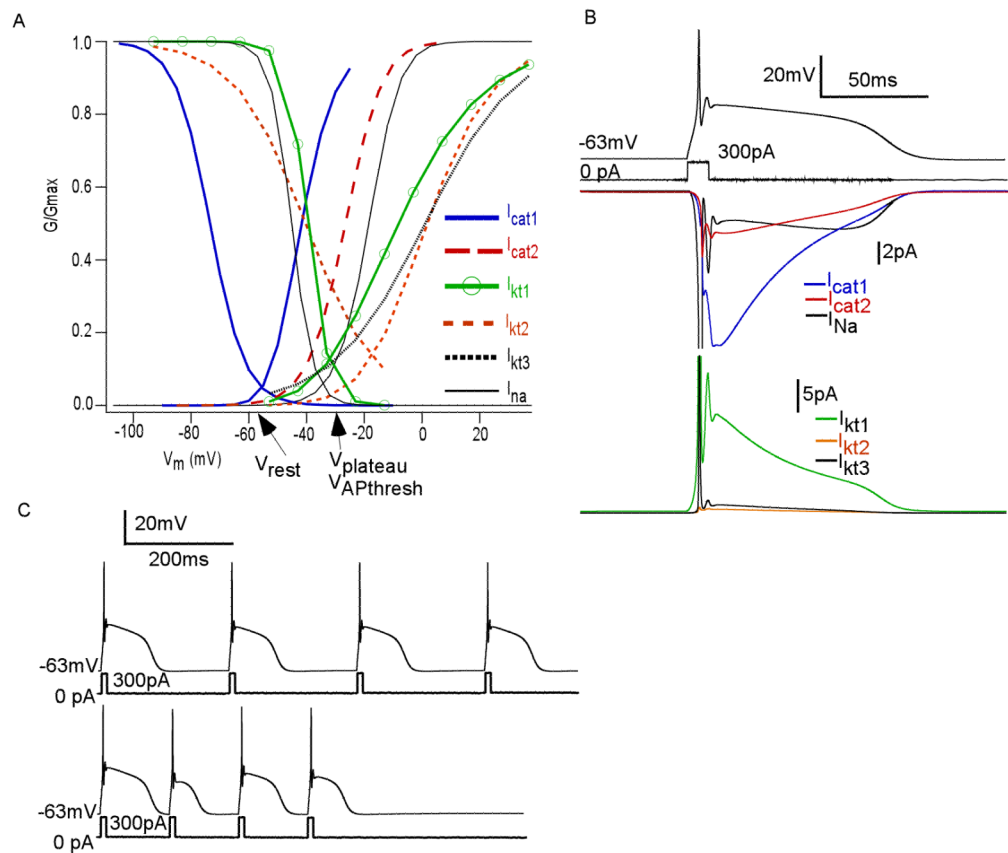 A
G/Gmax
1.0
0.8
0.6
0.4
0.2
0.0
-100
-80
-60
-40
-20
0
20
Vm (mV)
Vrest
Vplateau
VAPthresh
Icat1
Icat2
Ikt1
Ikt2
Ikt3
Ina
B
20mV
50ms
-63mV
300pA
0 pA
2pA
Icat1
Icat2
INa
5pA
Ikt1
Ikt2
Ikt3
C
20mV
200ms
-63mV
300pA
0 pA
-63mV
300pA
0 pA